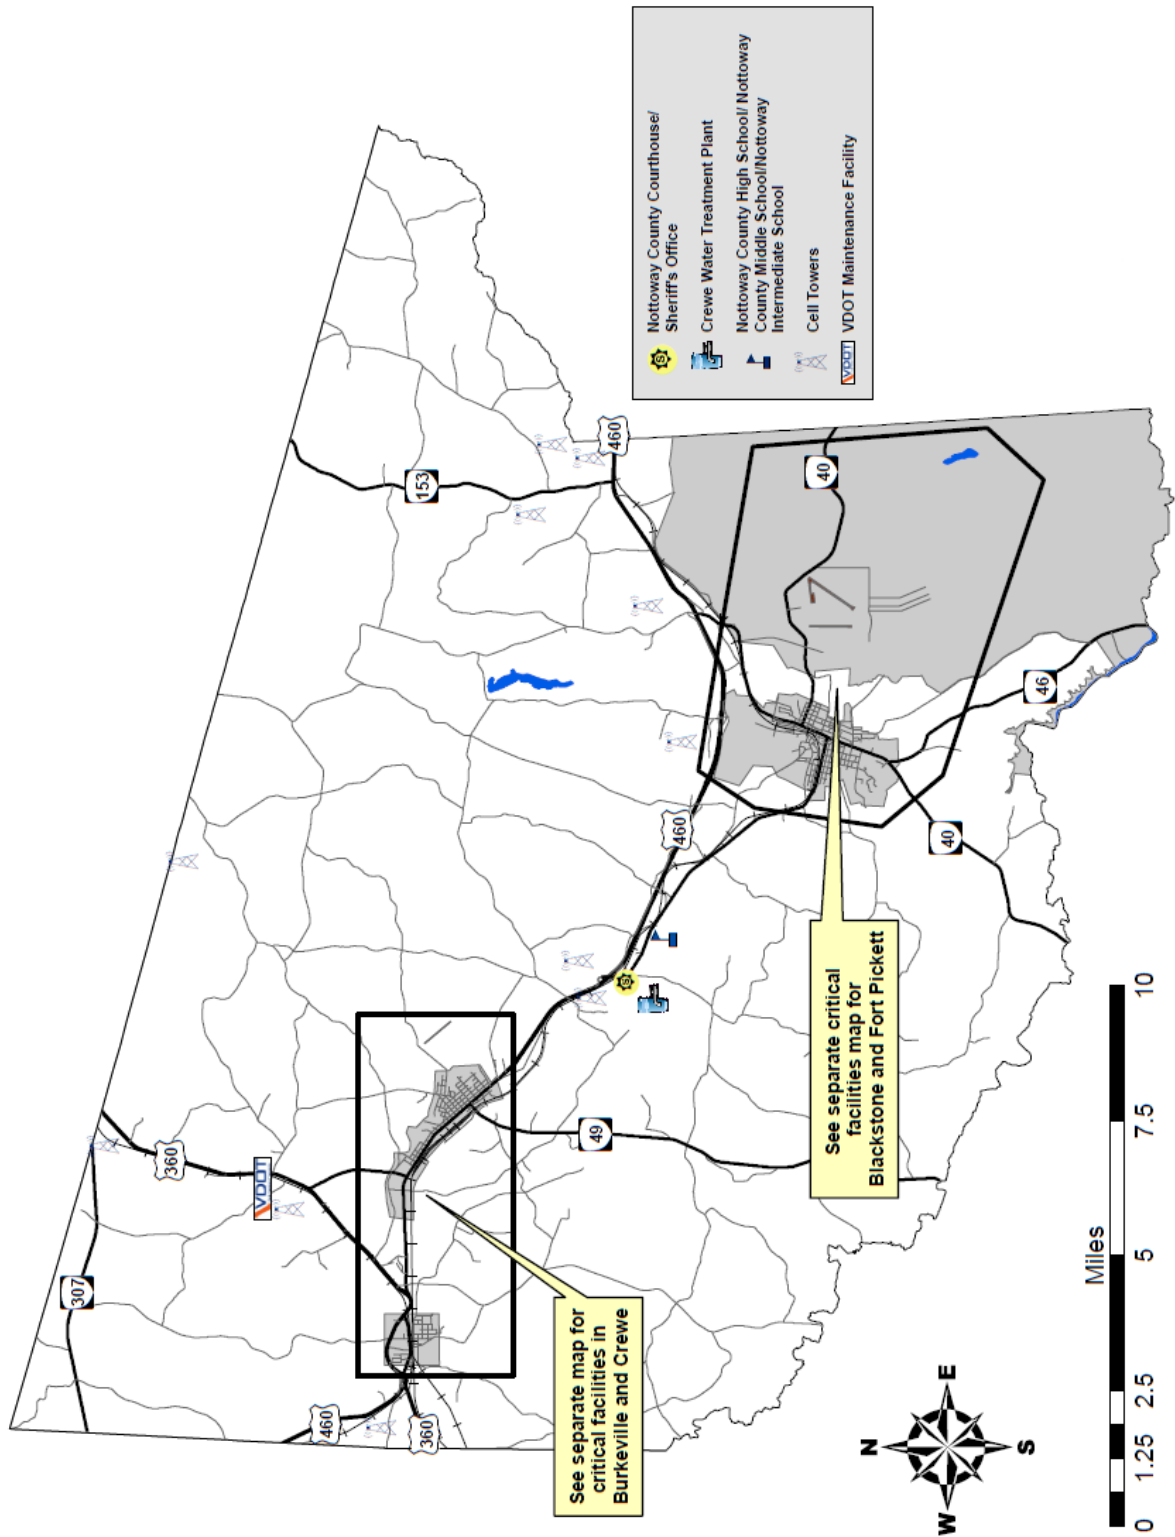 307
360
VDOT
460
360
153
460
49
460
40
40
46
S
See separate map for
critical facilities in
Burkeville and Crewe
See separate critical
facilities map for
Blackstone and Fort Pickett
S
Nottoway County Courthouse/
Sheriff's Office
Crewe Water Treatment Plant
Nottoway County High School/ Nottoway
County Middle School/Nottoway
Intermediate School
Cell Towers
VDOT
VDOT Maintenance Facility
N
W
E
S
Miles
0 1.25 2.5 5 7.5 10